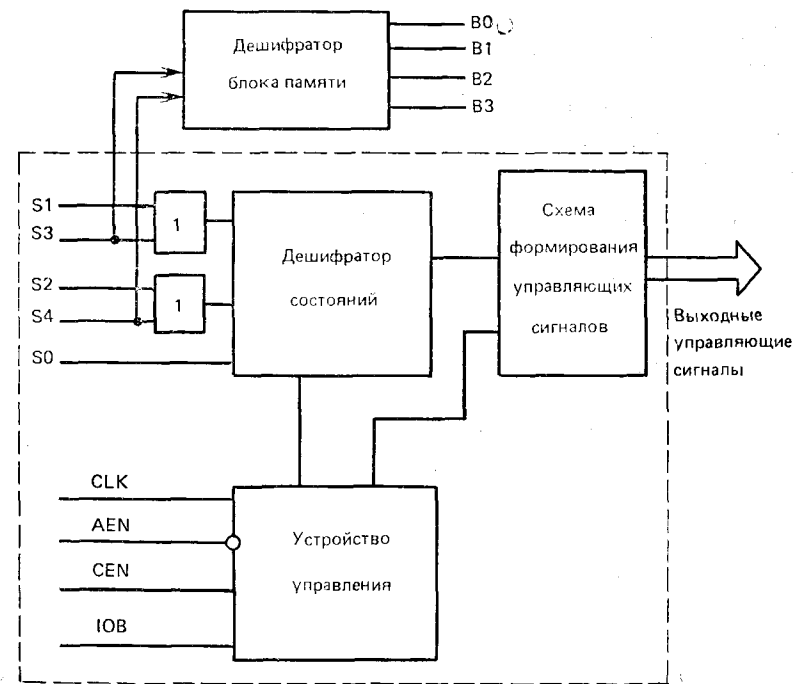 Дешифратор
блока памяти
B0
B1
B2
B3
S1
S3
S2
S4
S0
1
1
Дешифратор
состояний
Схема
формирования
управляющих
сигналов
Выходные
управляющие
сигналы
CLK
AEN
CEN
IOB
Устройство
управления